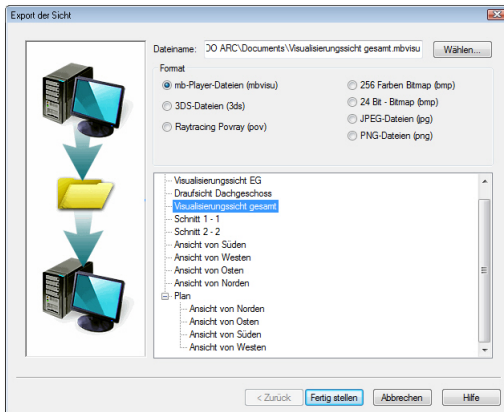 Export der Sicht
Dateiname: DO ARC\Documents\Visualisierungssicht gesamt.mbvisu Wählen...
Format
mb-Player-Dateien (mbvisu) 256 Farben Bitmap (bmp)
3DS-Dateien (3ds) 24 Bit - Bitmap (bmp)
Raytracing Povray (pov) JPEG-Dateien (jpg)
PNG-Dateien (png)
Visualisierungssicht EG
Draufsicht Dachgeschoss
Visualisierungssicht gesamt
Schnitt 1 - 1
Schnitt 2 - 2
Ansicht von Süden
Ansicht von Westen
Ansicht von Osten
Ansicht von Norden
Plan
Ansicht von Norden
Ansicht von Osten
Ansicht von Süden
Ansicht von Westen
< Zurück Fertig stellen Abbrechen Hilfe